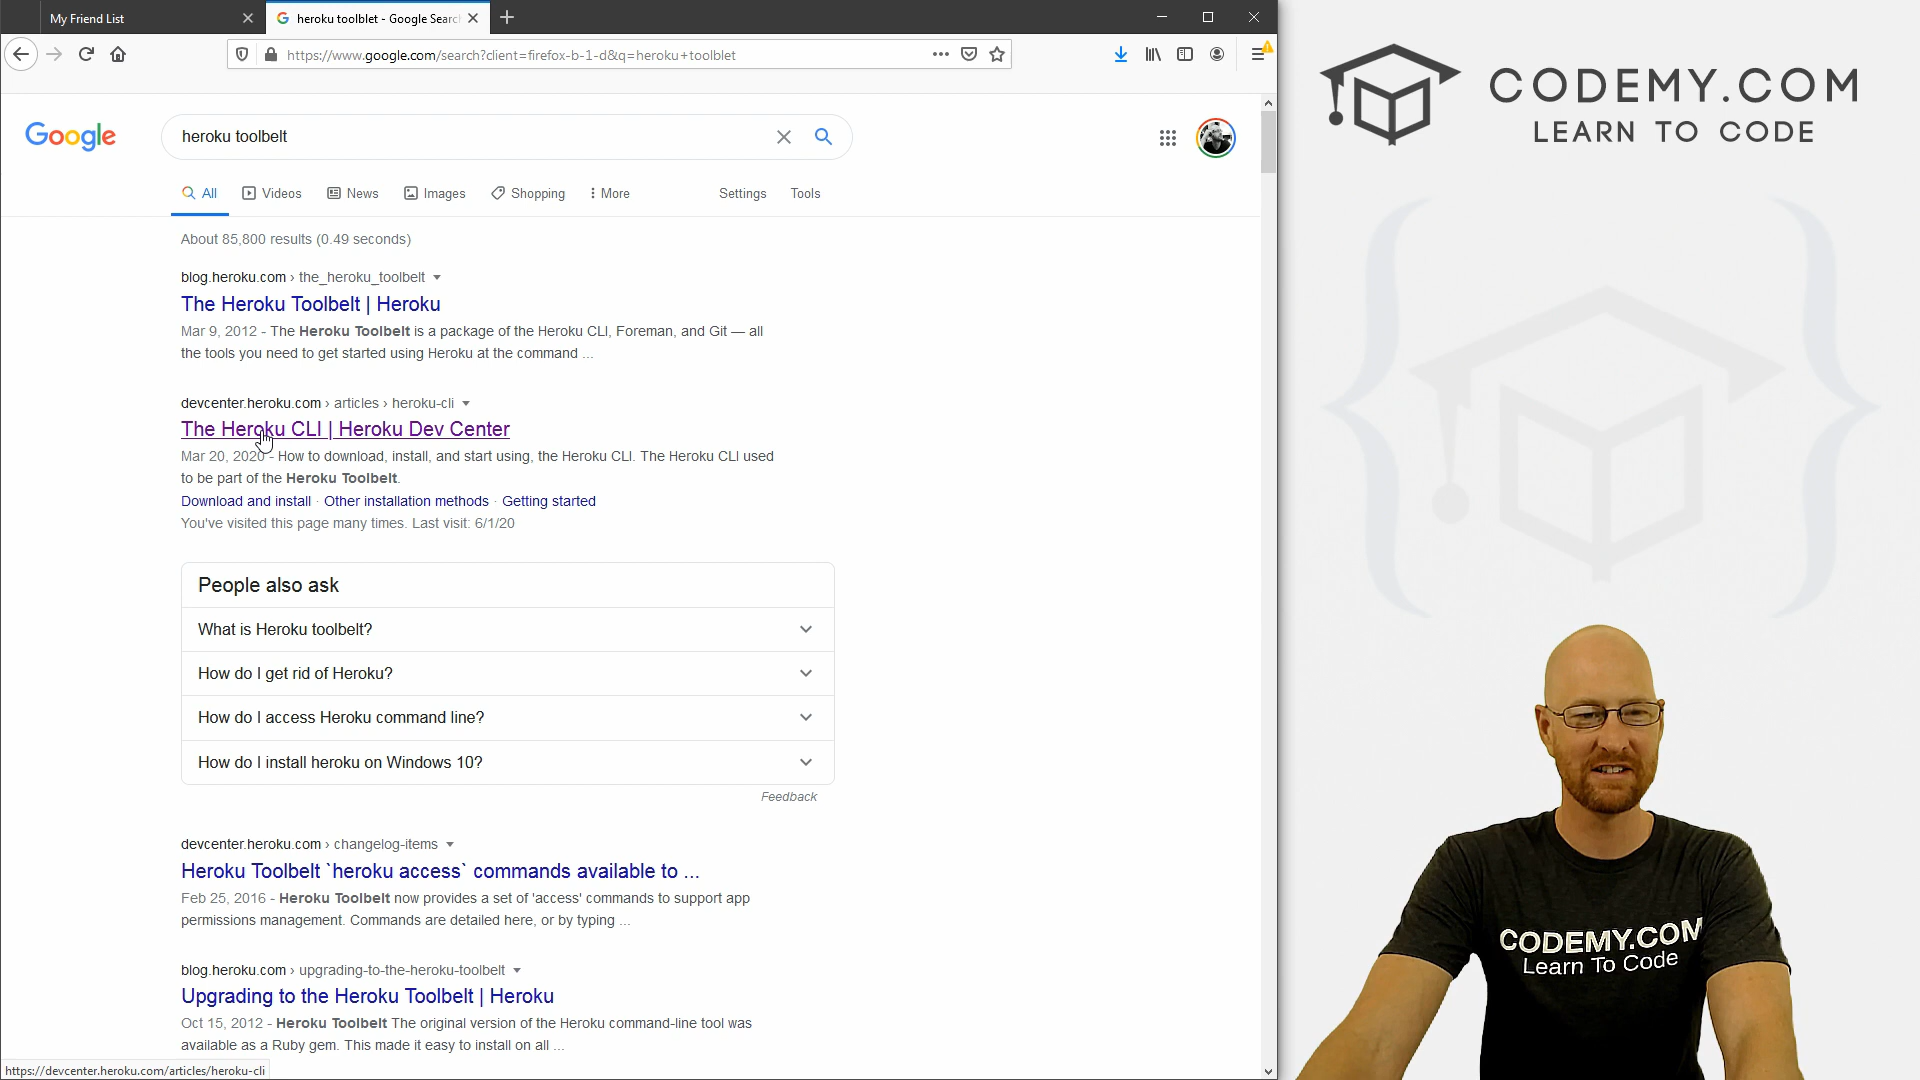 My Friend List
heroku toolblet - Google Searc
https://www.google.com/search?client=firefox-b-1-d&q=heroku+toolblet
Google
heroku toolbelt
All
Videos
News
Images
Shopping
More
Settings
Tools
About 85,800 results (0.49 seconds)
blog.heroku.com › the_heroku_toolbelt
The Heroku Toolbelt | Heroku
Mar 9, 2012 - The Heroku Toolbelt is a package of the Heroku CLI, Foreman, and Git — all
the tools you need to get started using Heroku at the command ...
devcenter.heroku.com › articles › heroku-cli
The Heroku CLI | Heroku Dev Center
Mar 20, 2020 - How to download, install, and start using, the Heroku CLI. The Heroku CLI used
to be part of the Heroku Toolbelt.
Download and install · Other installation methods · Getting started
You've visited this page many times. Last visit: 6/1/20
People also ask
What is Heroku toolbelt?
How do I get rid of Heroku?
How do I access Heroku command line?
How do I install heroku on Windows 10?
Feedback
devcenter.heroku.com › changelog-items
Heroku Toolbelt `heroku access` commands available to ...
Feb 25, 2016 - Heroku Toolbelt now provides a set of 'access' commands to support app
permissions management. Commands are detailed here, or by typing ...
blog.heroku.com › upgrading-to-the-heroku-toolbelt
Upgrading to the Heroku Toolbelt | Heroku
Oct 15, 2012 - Heroku Toolbelt The original version of the Heroku command-line tool was
available as a Ruby gem. This made it easy to install on all ...
https://devcenter.heroku.com/articles/heroku-cli
CODEMY.COM
LEARN TO CODE
CODEMY.COM
Learn To Code